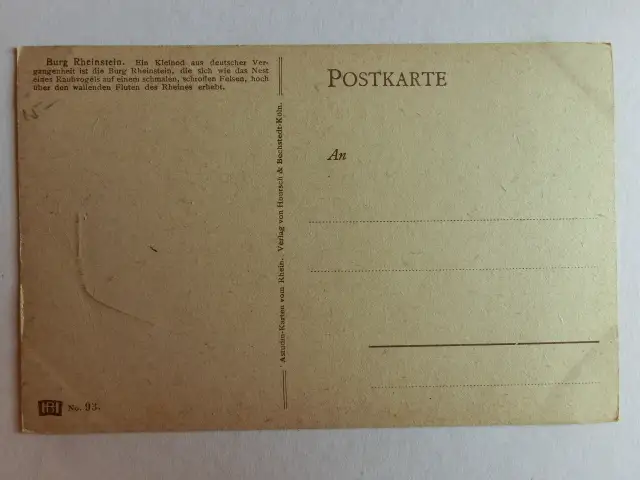 Burg Rheinstein. Ein Kleinod aus deutscher Ver-
gangenheit ist die Burg Rheinstein, die sich wie das Nest
eines Raubvogels auf einem schmalen, schroffen Felsen, hoch
über den wallenden Fluten des Rheines erhebt.
15-
POSTKARTE
An
Astudin-Karten vom Rhein. Verlag von Hoursch & Bechstedt-Köln.
No. 93.